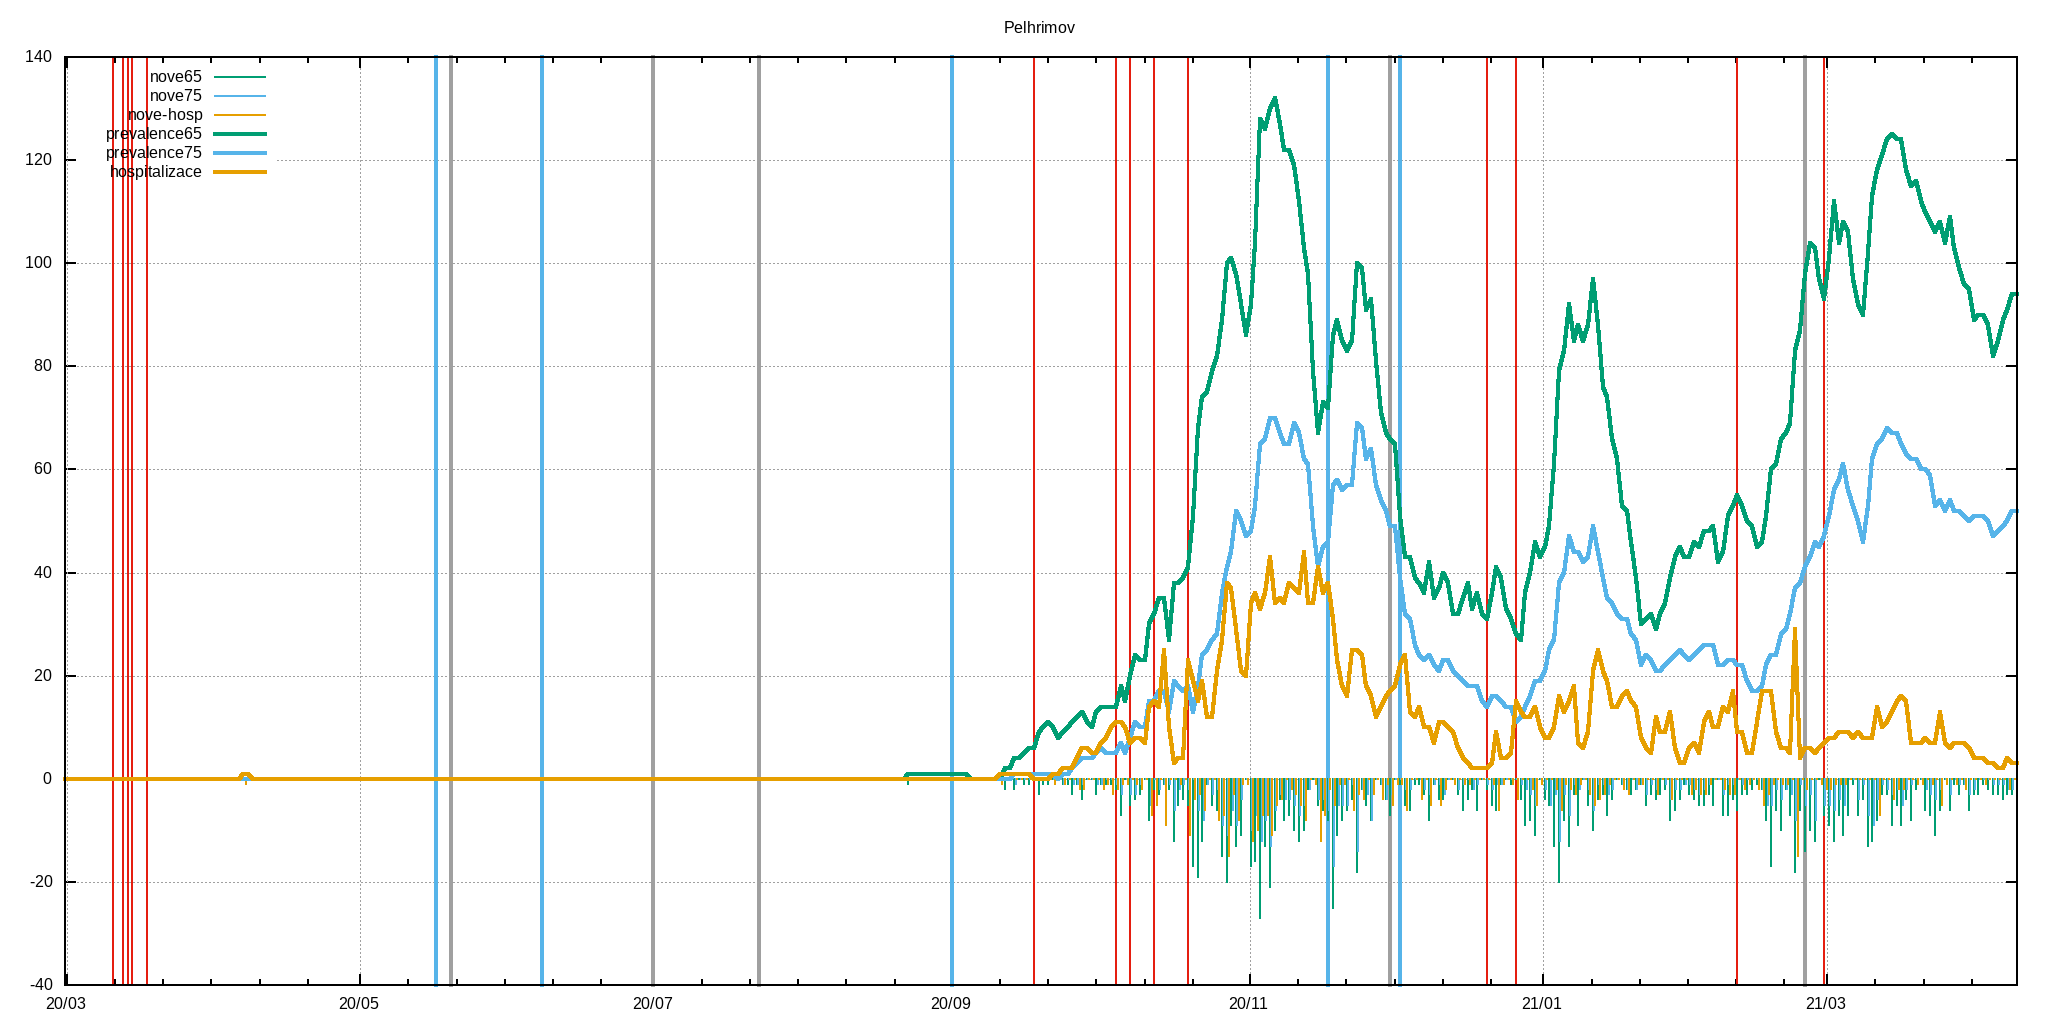 Pelhrimov
140
120
100
80
60
40
20
0
-20
-40
nove65
nove75
nove-hosp
prevalence65
prevalence75
hospitalizace
20/03 20/05 20/07 20/09 20/11 21/01 21/03